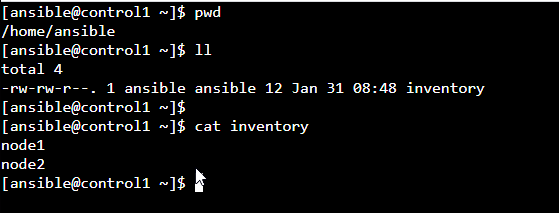 [ansible@control1 ~]$ pwd
/home/ansible
[ansible@control1 ~]$ ll
total 4
-rw-rw-r--. 1 ansible ansible 12 Jan 31 08:48 inventory
[ansible@control1 ~]$
[ansible@control1 ~]$ cat inventory
node1
node2
[ansible@control1 ~]$